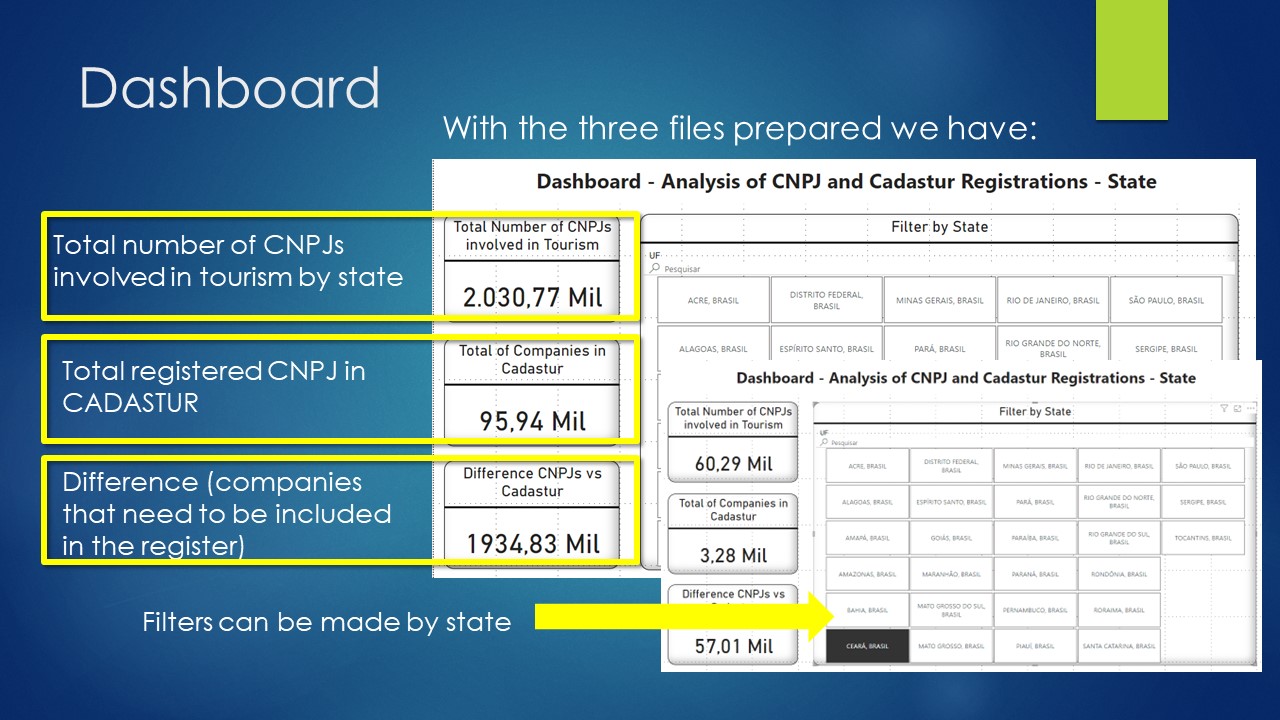 Dashboard
With the three files prepared we have:
Dashboard - Analysis of CNPJ and Cadastur Registrations - State
Total number of CNPJs
involved in tourism by state
Total Number of CNPJs
involved in Tourism
2.030,77 Mil
Total registered CNPJ in
CADASTUR
Total of Companies in
Cadastur
95,94 Mil
Difference (companies
that need to be included
in the register)
Difference CNPJs vs
Cadastur
1934,83 Mil
Filter by State
UF
Pesquisar
ACRE, BRASIL
DISTRITO FEDERAL,
BRASIL
MINAS GERAIS, BRASIL
RIO DE JANEIRO, BRASIL
SÃO PAULO, BRASIL
ALAGOAS, BRASIL
ESPÍRITO SANTO, BRASIL
PARÁ, BRASIL
RIO GRANDE DO NORTE,
BRASIL
SERGIPE, BRASIL
Dashboard - Analysis of CNPJ and Cadastur Registrations - State
Total Number of CNPJs
involved in Tourism
60,29 Mil
Total of Companies in
Cadastur
3,28 Mil
Difference CNPJs vs
57,01 Mil
Filter by State
UF
Pesquisar
ACRE, BRASIL
DISTRITO FEDERAL,
BRASIL
MINAS GERAIS, BRASIL
RIO DE JANEIRO, BRASIL
SÃO PAULO, BRASIL
ALAGOAS, BRASIL
ESPÍRITO SANTO, BRASIL
PARÁ, BRASIL
RIO GRANDE DO NORTE,
BRASIL
SERGIPE, BRASIL
AMAPÁ, BRASIL
GOIÁS, BRASIL
PARAÍBA, BRASIL
RIO GRANDE DO SUL,
BRASIL
TOCANTINS, BRASIL
AMAZONAS, BRASIL
MARANHÃO, BRASIL
PARANÁ, BRASIL
RONDÔNIA, BRASIL
BAHIA, BRASIL
MATO GROSSO DO SUL,
BRASIL
PERNAMBUCO, BRASIL
RORAIMA, BRASIL
CEARÁ, BRASIL
MATO GROSSO, BRASIL
PIAUÍ, BRASIL
SANTA CATARINA, BRASIL
Filters can be made by state